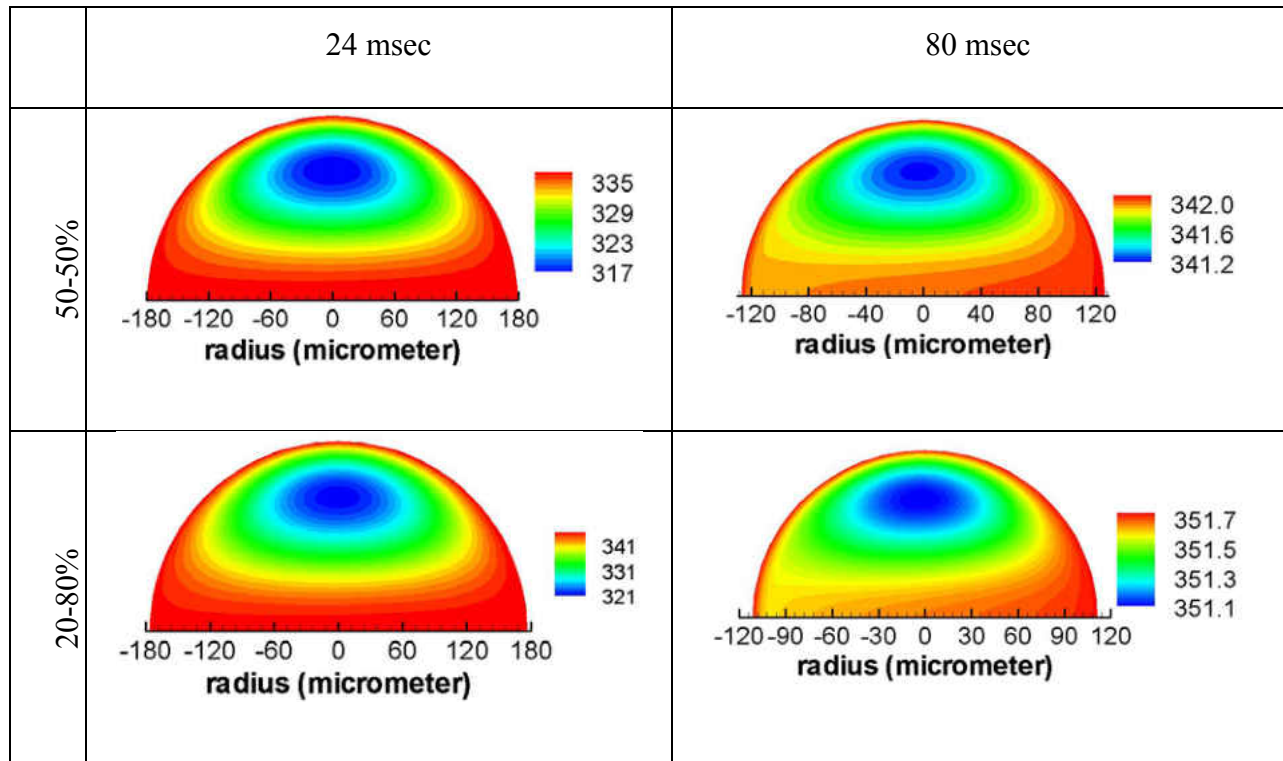 24 msec
80 msec
50-50%
335
329
323
317
-180 -120 -60 0 60 120 180
radius (micrometer)
342.0
341.6
341.2
-120 -80 -40 0 40 80 120
radius (micrometer)
20-80%
341
331
321
-180 -120 -60 0 60 120 180
radius (micrometer)
351.7
351.5
351.3
351.1
-120 -90 -60 -30 0 30 60 90 120
radius (micrometer)